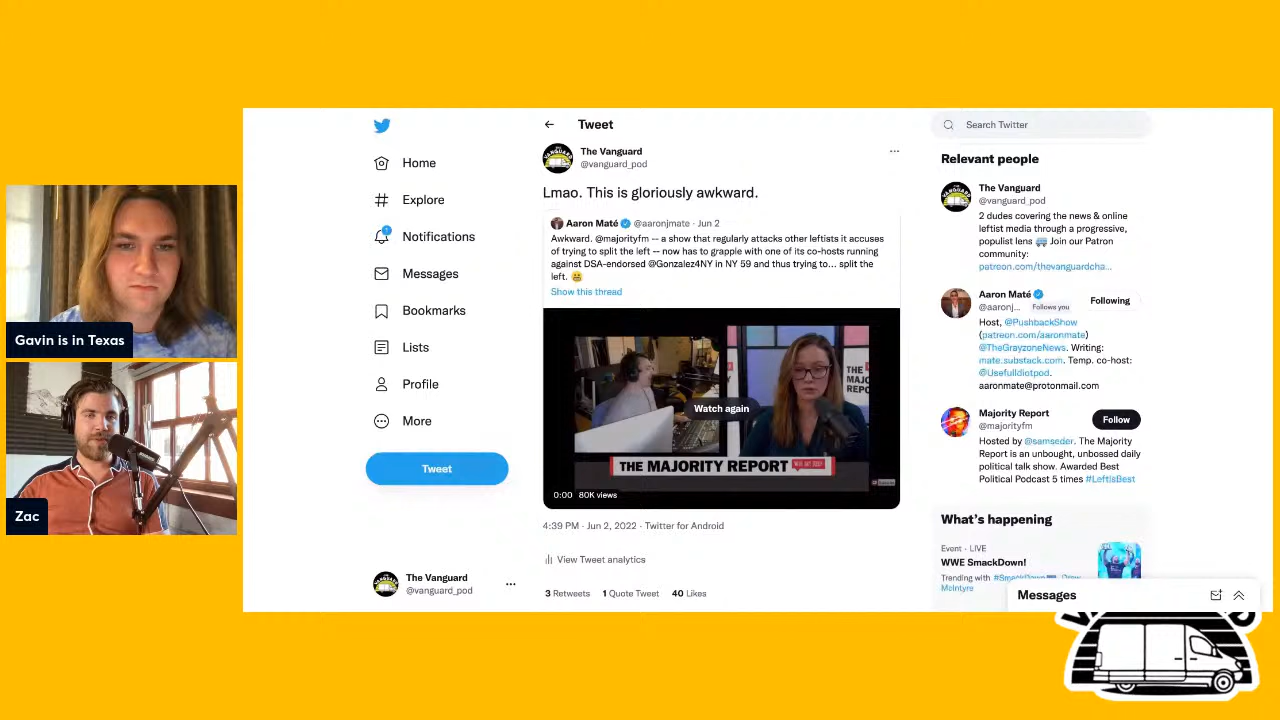 Gavin is in Texas
Zac
Home
Explore
Notifications
Messages
Bookmarks
Lists
Profile
More
Tweet
The Vanguard
@vanguard_pod
Tweet
The Vanguard
@vanguard_pod
Lmao. This is gloriously awkward.
Aaron Maté @aaronjmate · Jun 2
Awkward. @majorityfm -- a show that regularly attacks other leftists it accuses
of trying to split the left -- now has to grapple with one of its co-hosts running
against DSA-endorsed @Gonzalez4NY in NY 59 and thus trying to... split the
left. 😬
Show this thread
Watch again
THE MAJORITY REPORT
0:00 80K views
4:39 PM · Jun 2, 2022 · Twitter for Android
View Tweet analytics
3 Retweets 1 Quote Tweet 40 Likes
Search Twitter
Relevant people
The Vanguard
@vanguard_pod
2 dudes covering the news & online
leftist media through a progressive,
populist lens 🚐 Join our Patron
community:
patreon.com/thevanguardcha...
Aaron Maté
@aaronj... Follows you
Following
Host, @PushbackShow
(patreon.com/aaronmate)
@TheGrayzoneNews. Writing:
mate.substack.com. Temp. co-host:
@UsefulIdiotpod.
aaronmate@protonmail.com
Majority Report
@majorityfm
Follow
Hosted by @samseder. The Majority
Report is an unbought, unbossed daily
political talk show. Awarded Best
Political Podcast 5 times #LeftIsBest
What's happening
Event · LIVE
WWE SmackDown!
Trending with #SmackDown, Drew
McIntyre
Messages